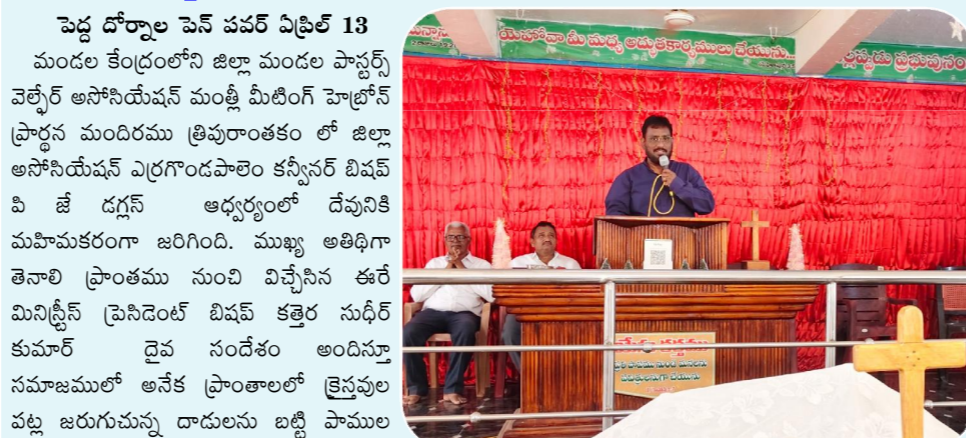 పెద్ద దోర్నాల పెన్ పవర్ ఏప్రిల్ 13
మండల కేంద్రంలోని జిల్లా మండల పాస్టర్స్
వెల్ఫేర్ అసోసియేషన్ మంత్లీ మీటింగ్ హెబ్రోన్
ప్రార్థన మందిరము త్రిపురాంతకం లో జిల్లా
అసోసియేషన్ ఎర్రగొండపాలెం కన్వీనర్ బిషప్
పి జే డగ్లస్ ఆధ్వర్యంలో దేవునికి
మహిమకరంగా జరిగింది. ముఖ్య అతిథిగా
తెనాలి ప్రాంతము నుంచి విచ్చేసిన ఈరే
మినిస్ట్రీస్ ప్రెసిడెంట్ బిషప్ కత్తెర సుధీర్
కుమార్ దైవ సందేశం అందిస్తూ
సమాజములో అనేక ప్రాంతాలలో క్రైస్తవుల
పట్ల జరుగుచున్న దాడులను బట్టి పాముల
యెహోవా మీ మధ్య అద్భుతకార్యములు చేయును...
ప్రభువునం